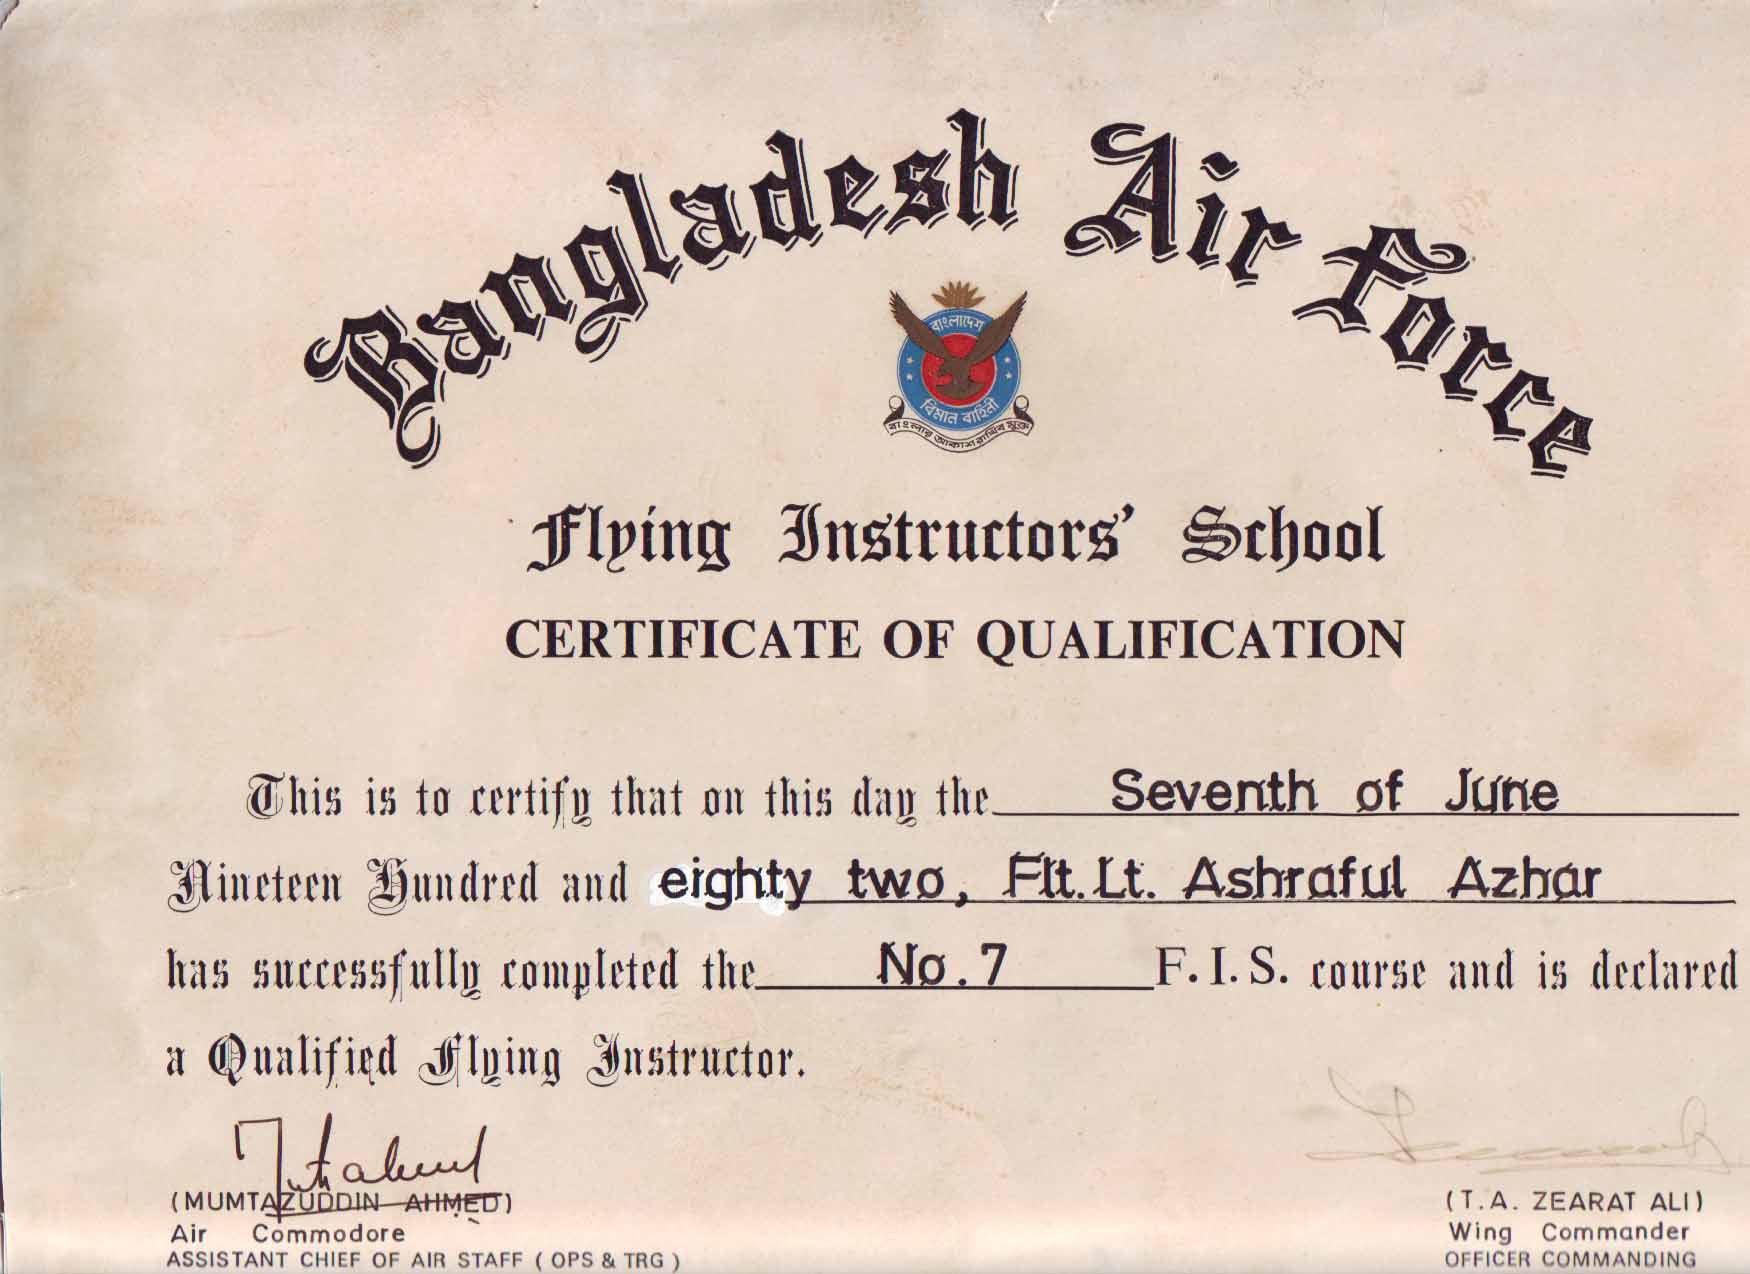 Bangladesh Air Force
বাংলাদেশ
বিমান বাহিনী
বাংলার আকাশ রাখিব মুক্ত
Flying Instructors' School
CERTIFICATE OF QUALIFICATION
This is to certify that on this day the Seventh of June
Nineteen Hundred and eighty two, Flt. Lt. Ashraful Azhar
has successfully completed the No. 7 F.I.S. course and is declared
a Qualified Flying Instructor.
(MUMTAZUDDIN AHMED)
Air Commodore
ASSISTANT CHIEF OF AIR STAFF ( OPS & TRG )
(T.A. ZEARAT ALI)
Wing Commander
OFFICER COMMANDING